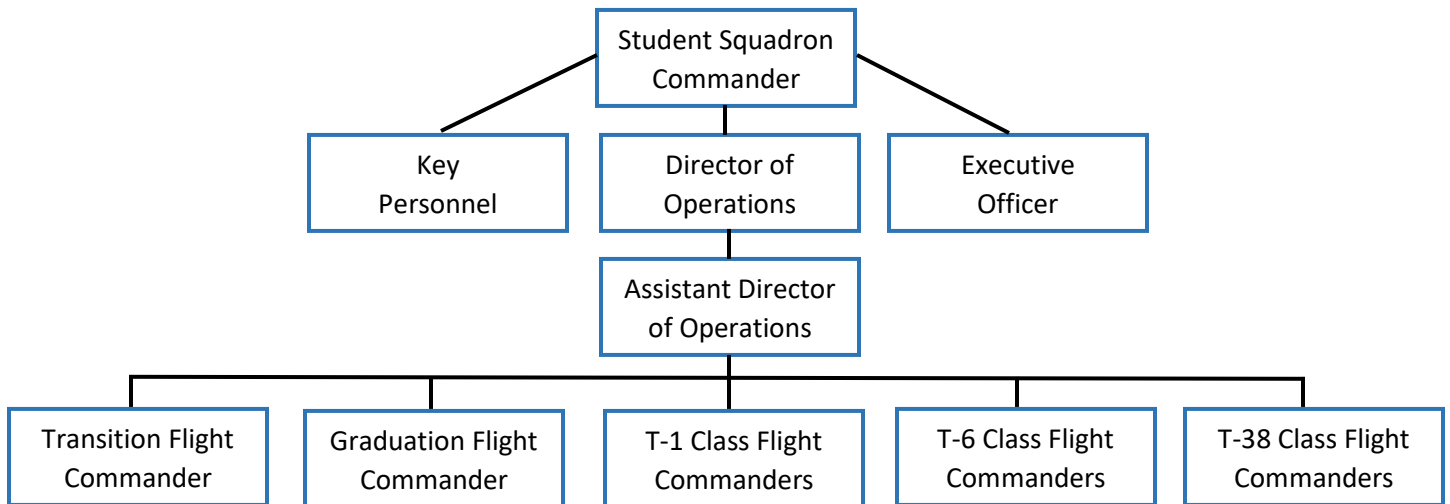 Student Squadron
Commander
Key
Personnel
Director of
Operations
Executive
Officer
Assistant Director
of Operations
Transition Flight
Commander
Graduation Flight
Commander
T-1 Class Flight
Commanders
T-6 Class Flight
Commanders
T-38 Class Flight
Commanders